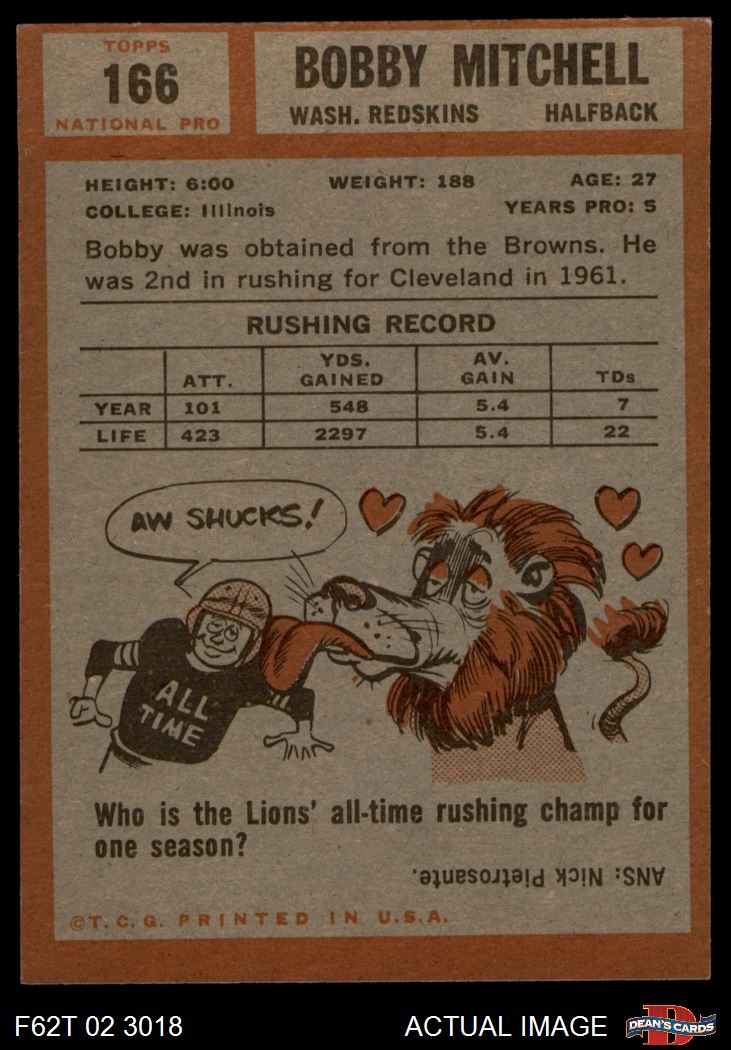 TOPPS
166
NATIONAL PRO
BOBBY MITCHELL
WASH. REDSKINS HALFBACK
HEIGHT: 6:00 WEIGHT: 188 AGE: 27
COLLEGE: Illinois YEARS PRO: 5
Bobby was obtained from the Browns. He
was 2nd in rushing for Cleveland in 1961.
RUSHING RECORD
ATT. YDS. GAINED AV. GAIN TDs
YEAR 101 548 5.4 7
LIFE 423 2297 5.4 22
AW SHUCKS!
ALL
TIME
Who is the Lions' all-time rushing champ for
one season?
ANS: Nick Pietrosante.
©T.C.G. PRINTED IN U.S.A.
F62T 02 3018 ACTUAL IMAGE DEAN'S CARDS